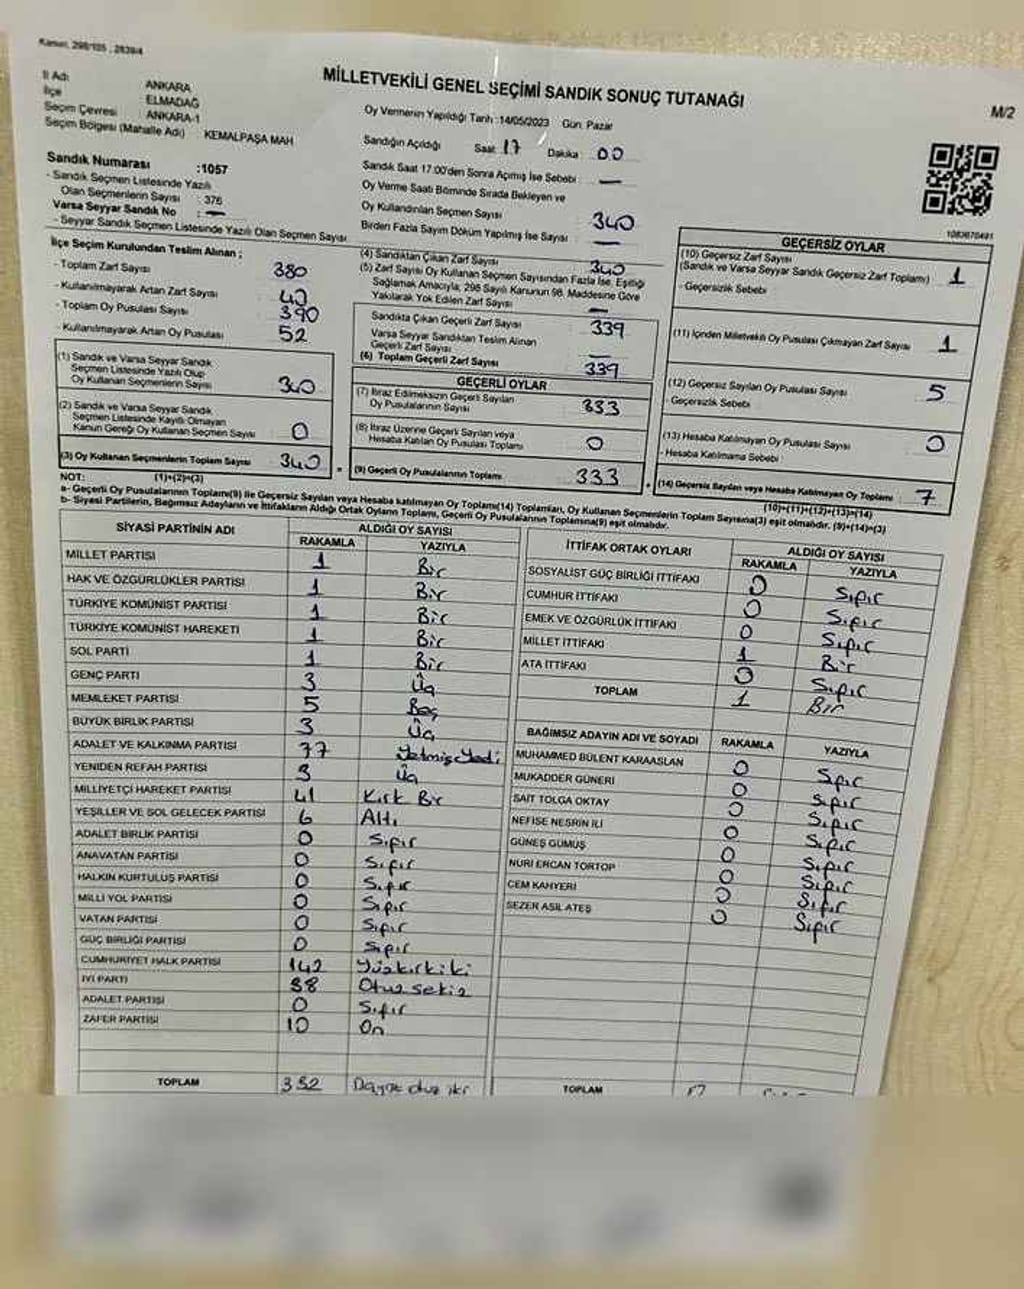 Kanun: 298/105 , 2839/4
MİLLETVEKİLİ GENEL SEÇİMİ SANDIK SONUÇ TUTANAĞI
M/2
İl Adı ANKARA
İlçe ELMADAĞ
Seçim Çevresi ANKARA-1
Seçim Bölgesi (Mahalle Adı) KEMALPAŞA MAH
Sandık Numarası :1057
- Sandık Seçmen Listesinde Yazılı
Olan Seçmenlerin Sayısı : 376
Varsa Seyyar Sandık No : —
- Seyyar Sandık Seçmen Listesinde Yazılı Olan Seçmen Sayısı
Oy Vermenin Yapıldığı Tarih :14/05/2023 Gün: Pazar
Sandığın Açıldığı Saat 17 Dakika 00
Sandık Saat 17:00'den Sonra Açımış İse Sebebi : —
Oy Verme Saati Bitiminde Sırada Bekleyen ve
Oy Kullandırılan Seçmen Sayısı : 340
Birden Fazla Sayım Döküm Yapılmış İse Sayısı : —
1083670491
İlçe Seçim Kurulundan Teslim Alınan ;
- Toplam Zarf Sayısı 380
- Kullanılmayarak Artan Zarf Sayısı 40
- Toplam Oy Pusulası Sayısı 390
- Kullanılmayarak Artan Oy Pusulası 52
(1) Sandık ve Varsa Seyyar Sandık
Seçmen Listesinde Yazılı Olup
Oy Kullanan Seçmenlerin Sayısı 340
(2) Sandık ve Varsa Seyyar Sandık
Seçmen Listesinde Kayıtlı Olmayan
Kanun Gereği Oy Kullanan Seçmen Sayısı 0
(3) Oy Kullanan Seçmenlerin Toplam Sayısı 340
(1)+(2)=(3)
(4) Sandıktan Çıkan Zarf Sayısı 340
(5) Zarf Sayısı Oy Kullanan Seçmen Sayısından Fazla İse, Eşitliği
Sağlamak Amacıyla; 298 Sayılı Kanunun 98. Maddesine Göre
Yakılarak Yok Edilen Zarf Sayısı —
Sandıkta Çıkan Geçerli Zarf Sayısı 339
Varsa Seyyar Sandıktan Teslim Alınan
Geçerli Zarf Sayısı —
(6) Toplam Geçerli Zarf Sayısı 339
GEÇERLİ OYLAR
(7) İtiraz Edilmeksizin Geçerli Sayılan
Oy Pusulalarının Sayısı 333
(8) İtiraz Üzerine Geçerli Sayılan veya
Hesaba Katılan Oy Pusulası Toplamı 0
(9) Geçerli Oy Pusulalarının Toplamı 333
GEÇERSİZ OYLAR
(10) Geçersiz Zarf Sayısı
(Sandık ve Varsa Seyyar Sandık Geçersiz Zarf Toplamı) 1
- Geçersizlik Sebebi
(11) İçinden Milletvekili Oy Pusulası Çıkmayan Zarf Sayısı 1
(12) Geçersiz Sayılan Oy Pusulası Sayısı 5
- Geçersizlik Sebebi
(13) Hesaba Katılmayan Oy Pusulası Sayısı 0
- Hesaba Katılmama Sebebi :
(14) Geçersiz Sayılan veya Hesaba Katılmayan Oy Toplamı 7
(10)+(11)+(12)+(13)=(14)
NOT:
a- Geçerli Oy Pusulalarının Toplamı(9) ile Geçersiz Sayılan veya Hesaba katılmayan Oy Toplamı(14) Toplamları, Oy Kullanan Seçmenlerin Toplam Sayısına(3) eşit olmalıdır. (9)+(14)=(3)
b- Siyasi Partilerin, Bağımsız Adayların ve İttifakların Aldığı Ortak Oyların Toplamı, Geçerli Oy Pusulalarının Toplamına(9) eşit olmalıdır.
SİYASİ PARTİNİN ADI ALDIĞI OY SAYISI
RAKAMLA YAZIYLA
MİLLET PARTİSİ 1 Bir
HAK VE ÖZGÜRLÜKLER PARTİSİ 1 Bir
TÜRKİYE KOMÜNİST PARTİSİ 1 Bir
TÜRKİYE KOMÜNİST HAREKETİ 1 Bir
SOL PARTİ 1 Bir
GENÇ PARTİ 3 Üç
MEMLEKET PARTİSİ 5 Beş
BÜYÜK BİRLİK PARTİSİ 3 Üç
ADALET VE KALKINMA PARTİSİ 77 Yetmiş Yedi
YENİDEN REFAH PARTİSİ 3 Üç
MİLLİYETÇİ HAREKET PARTİSİ 41 Kırk Bir
YEŞİLLER VE SOL GELECEK PARTİSİ 6 Altı
ADALET BİRLİK PARTİSİ 0 Sıfır
ANAVATAN PARTİSİ 0 Sıfır
HALKIN KURTULUŞ PARTİSİ 0 Sıfır
MİLLİ YOL PARTİSİ 0 Sıfır
VATAN PARTİSİ 0 Sıfır
GÜÇ BİRLİĞİ PARTİSİ 0 Sıfır
CUMHURİYET HALK PARTİSİ 142 Yüzkırkiki
İYİ PARTİ 38 Otuz sekiz
ADALET PARTİSİ 0 Sıfır
ZAFER PARTİSİ 10 On
TOPLAM 332
İTTİFAK ORTAK OYLARI ALDIĞI OY SAYISI
RAKAMLA YAZIYLA
SOSYALİST GÜÇ BİRLİĞİ İTTİFAKI 0 Sıfır
CUMHUR İTTİFAKI 0 Sıfır
EMEK VE ÖZGÜRLÜK İTTİFAKI 0 Sıfır
MİLLET İTTİFAKI 1 Bir
ATA İTTİFAKI 0 Sıfır
TOPLAM 1 Bir
BAĞIMSIZ ADAYIN ADI VE SOYADI RAKAMLA YAZIYLA
MUHAMMED BÜLENT KARAASLAN 0 Sıfır
MUKADDER GÜNERİ 0 Sıfır
SAİT TOLGA OKTAY 0 Sıfır
NEFİSE NESRİN İLİ 0 Sıfır
GÜNEŞ GÜMÜŞ 0 Sıfır
NURİ ERCAN TORTOP 0 Sıfır
CEM KAHYERİ 0 Sıfır
SEZER ASİL ATEŞ 0 Sıfır
TOPLAM